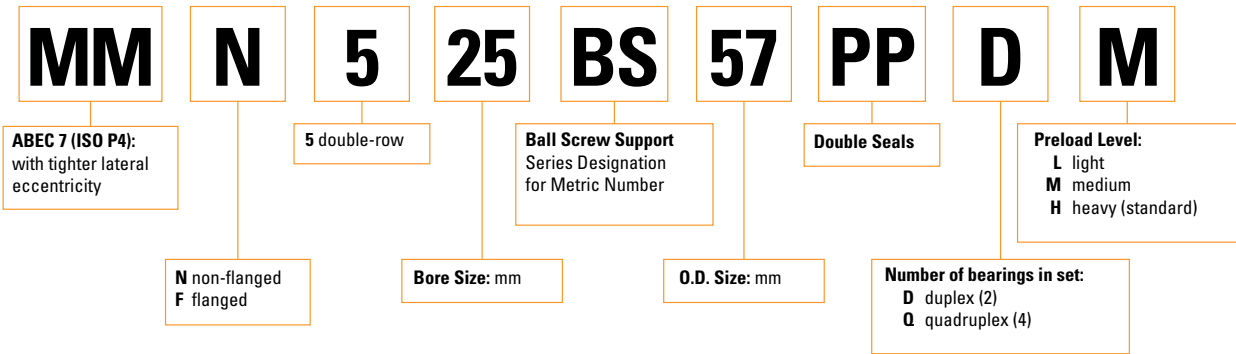 MM N 5 25 BS 57 PP D M
ABEC 7 (ISO P4):
with tighter lateral
eccentricity
5 double-row
Ball Screw Support
Series Designation
for Metric Number
Double Seals
Preload Level:
L light
M medium
H heavy (standard)
N non-flanged
F flanged
Bore Size: mm
O.D. Size: mm
Number of bearings in set:
D duplex (2)
Q quadruplex (4)